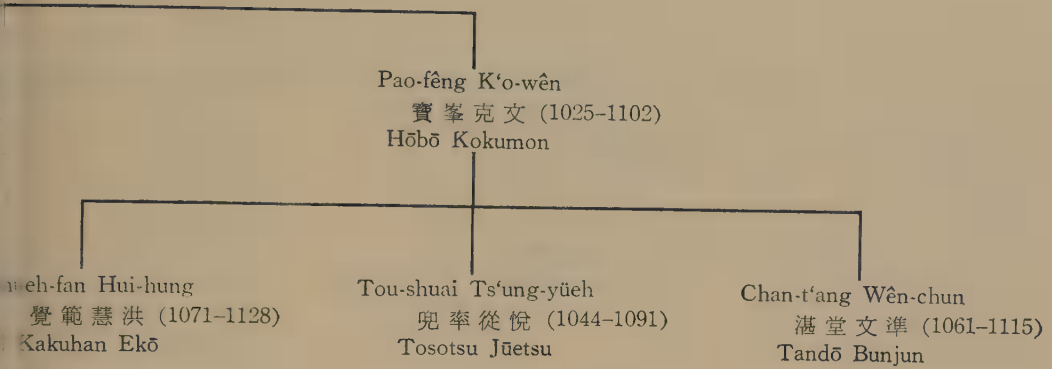 Pao-fêng K‘o-wên
寶峯克文 (1025–1102)
Hōbō Kokumon
Hui-hung
覺範慧洪 (1071–1128)
Kakuhan Ekō
Tou-shuai Ts‘ung-yüeh
兜率從悅 (1044–1091)
Tosotsu Jūetsu
Chan-t‘ang Wên-chun
湛堂文準 (1061–1115)
Tandō Bunjun